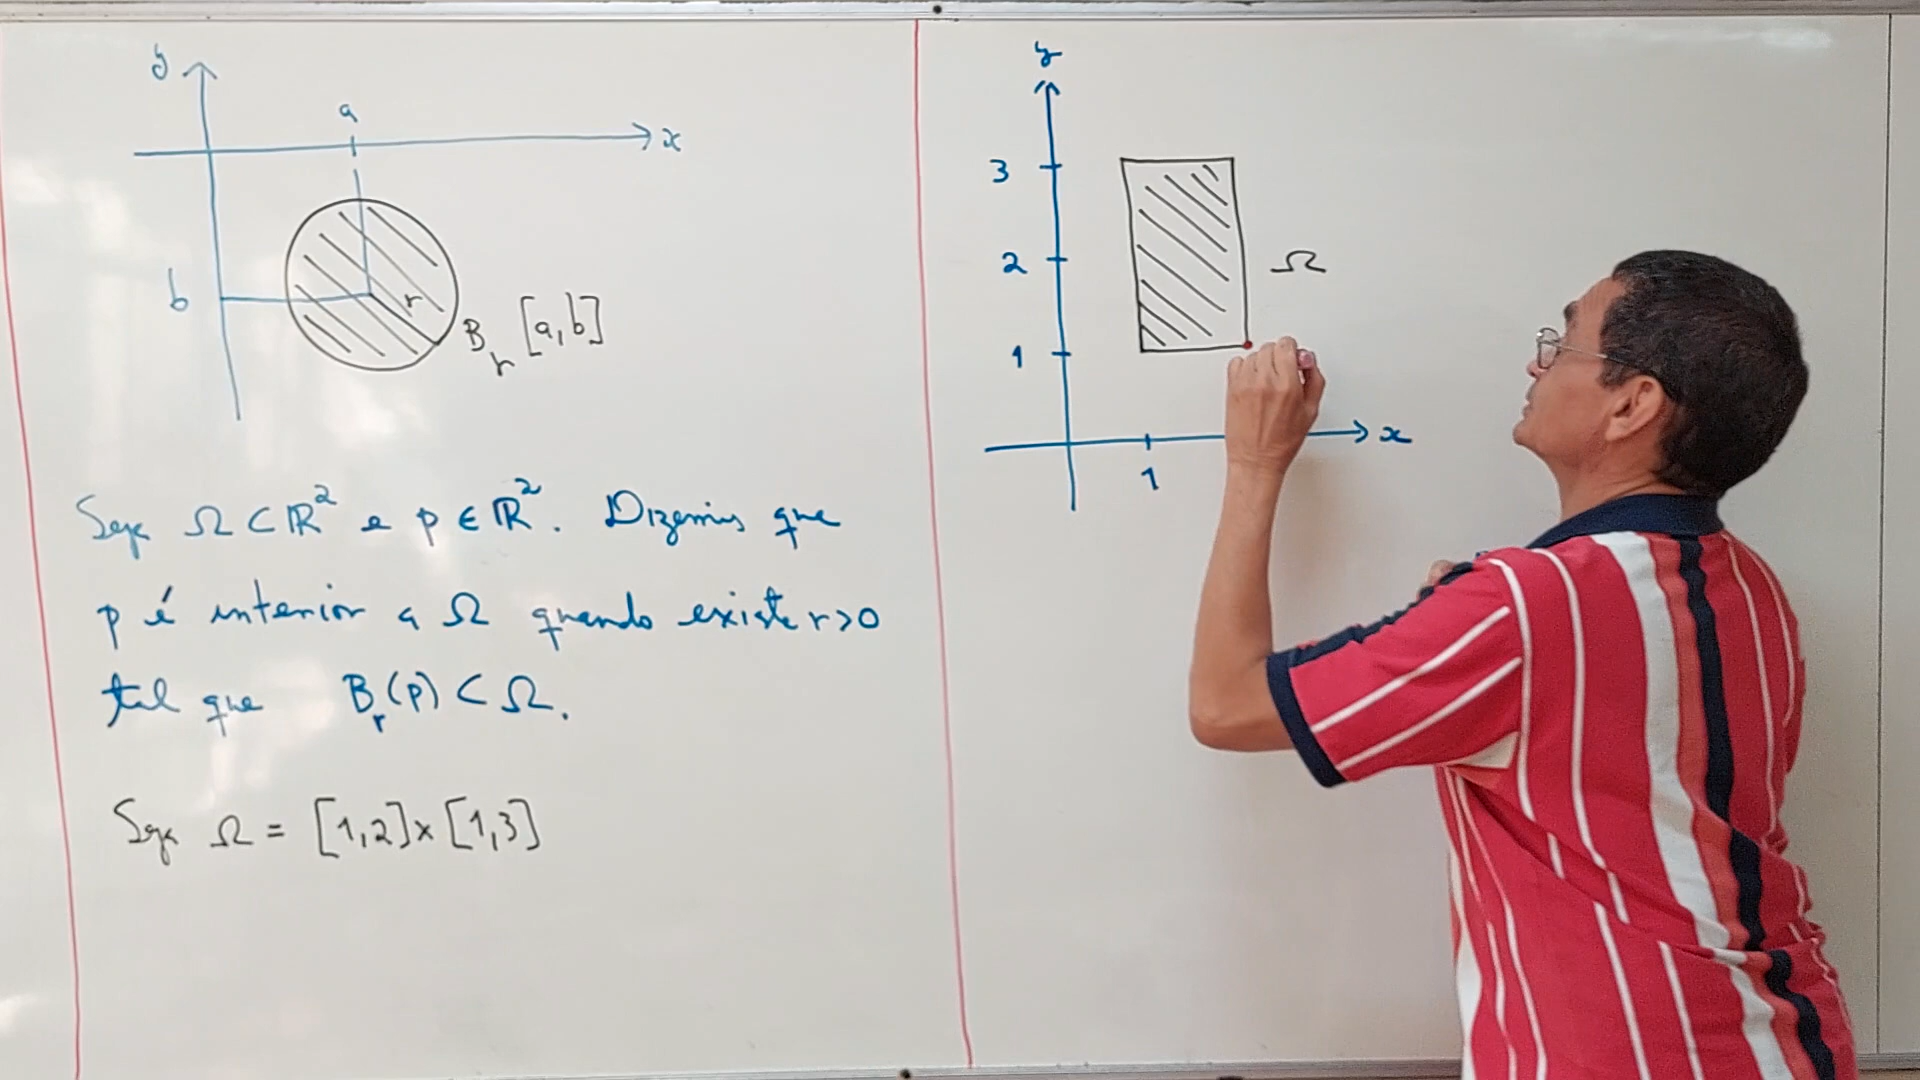 y
a
x
b
r
B_r [a,b]
Seja Ω ⊂ ℝ² e p ∈ ℝ². Dizemos que
p é interior a Ω quando existe r>0
tal que B_r(p) ⊂ Ω.
Seja Ω = [1,2]x[1,3]
y
3
2
Ω
1
x
1